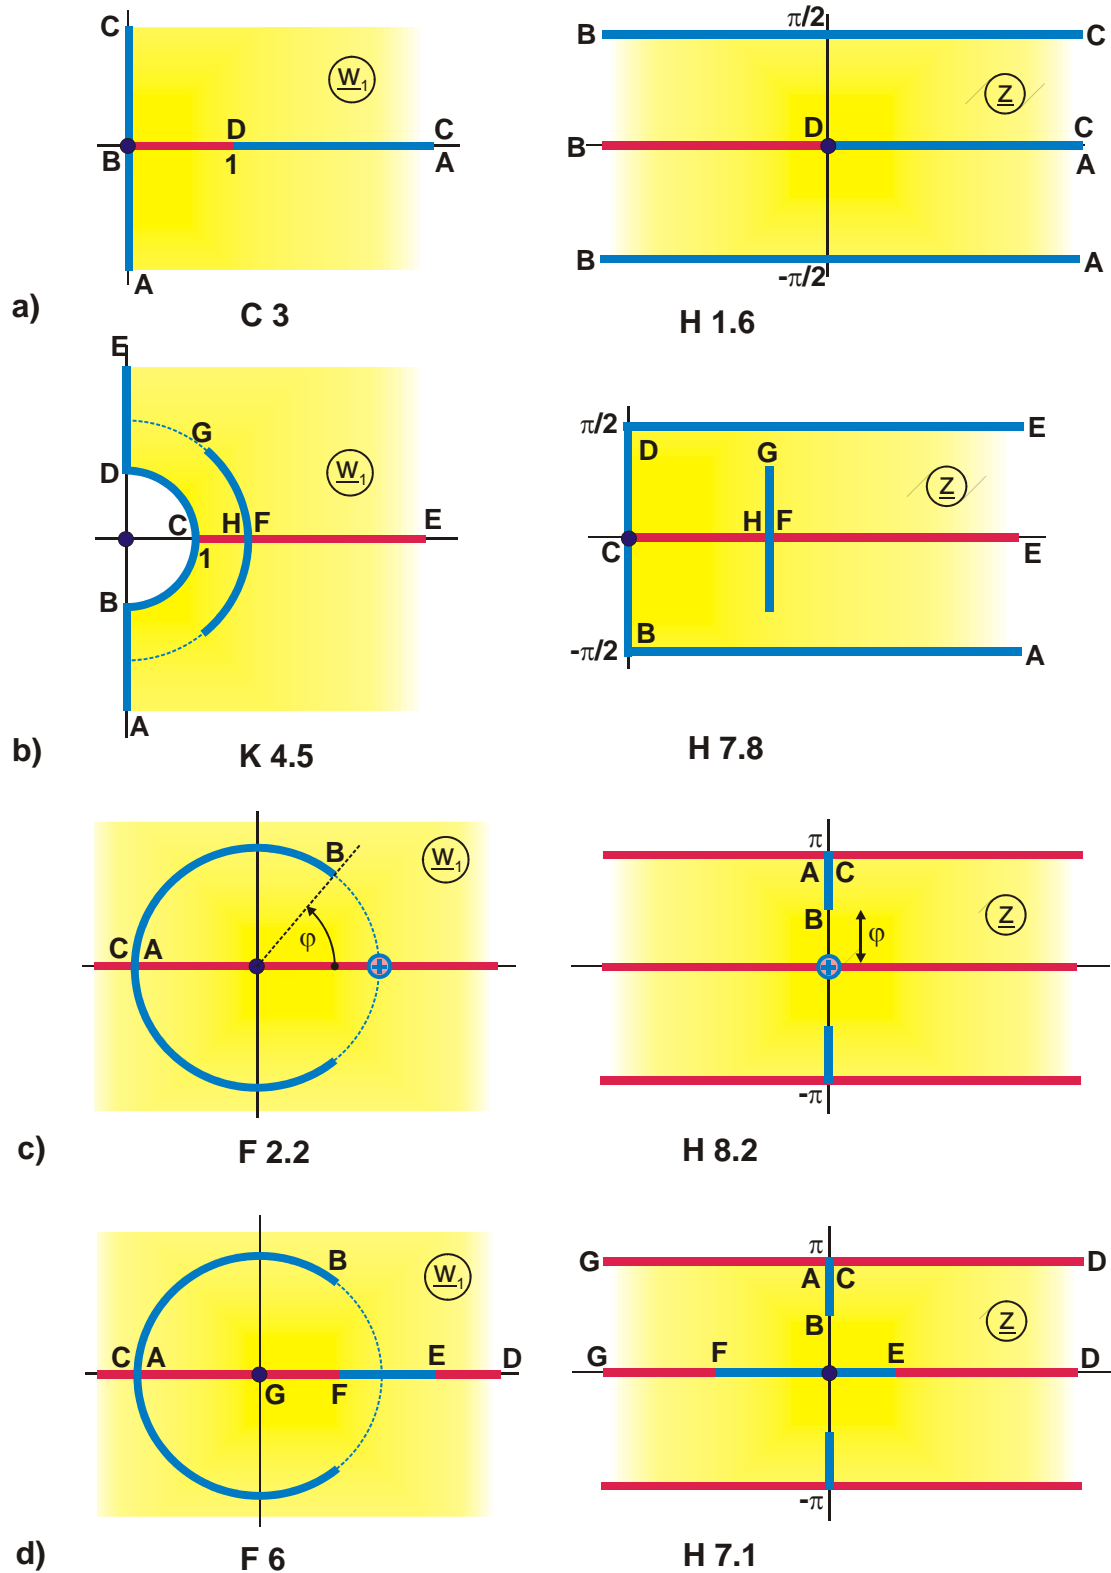 C
π/2
B
C
w₁
z
D
C
D
C
B
1
A
B
A
B
A
A
-π/2
a)
C 3
H 1.6
E
π/2
E
G
D
G
D
w₁
z
C
H
F
E
H
F
1
C
E
B
B
-π/2
A
A
b)
K 4.5
H 7.8
π
B
w₁
A
C
z
B
φ
φ
C
A
+
+
-π
c)
F 2.2
H 8.2
π
B
G
D
w₁
A
C
z
B
C
A
E
D
G
F
E
D
G
F
-π
d)
F 6
H 7.1